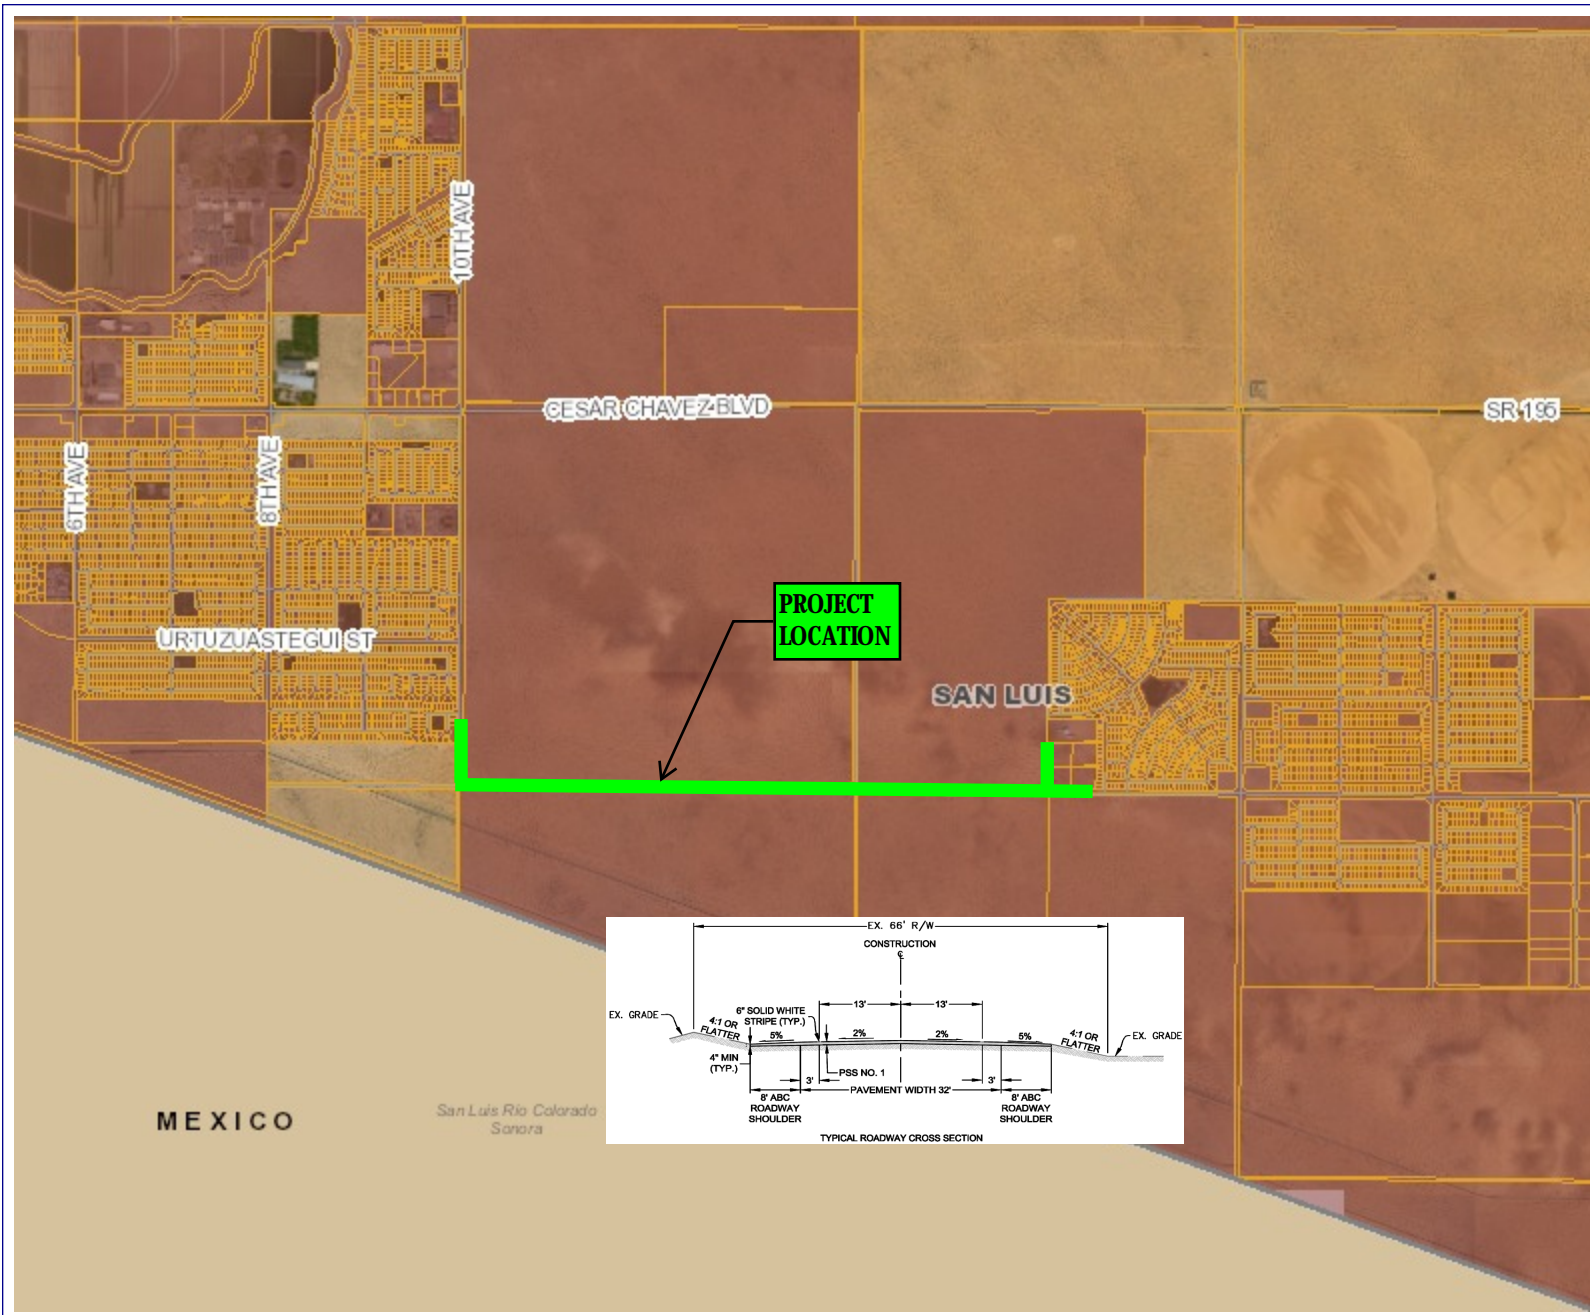 10TH AVE
CESAR CHAVEZ BLVD
SR 195
6TH AVE
8TH AVE
PROJECT
LOCATION
URTUZUASTEGUI ST
SAN LUIS
EX. 66' R/W
CONSTRUCTION
℄
13'
13'
6" SOLID WHITE
STRIPE (TYP.)
EX. GRADE
4:1 OR
FLATTER
5%
2%
2%
5%
4:1 OR
FLATTER
EX. GRADE
4" MIN
(TYP.)
PSS NO. 1
3'
3'
PAVEMENT WIDTH 32'
8' ABC
ROADWAY
SHOULDER
8' ABC
ROADWAY
SHOULDER
TYPICAL ROADWAY CROSS SECTION
MEXICO
San Luis Río Colorado
Sonora